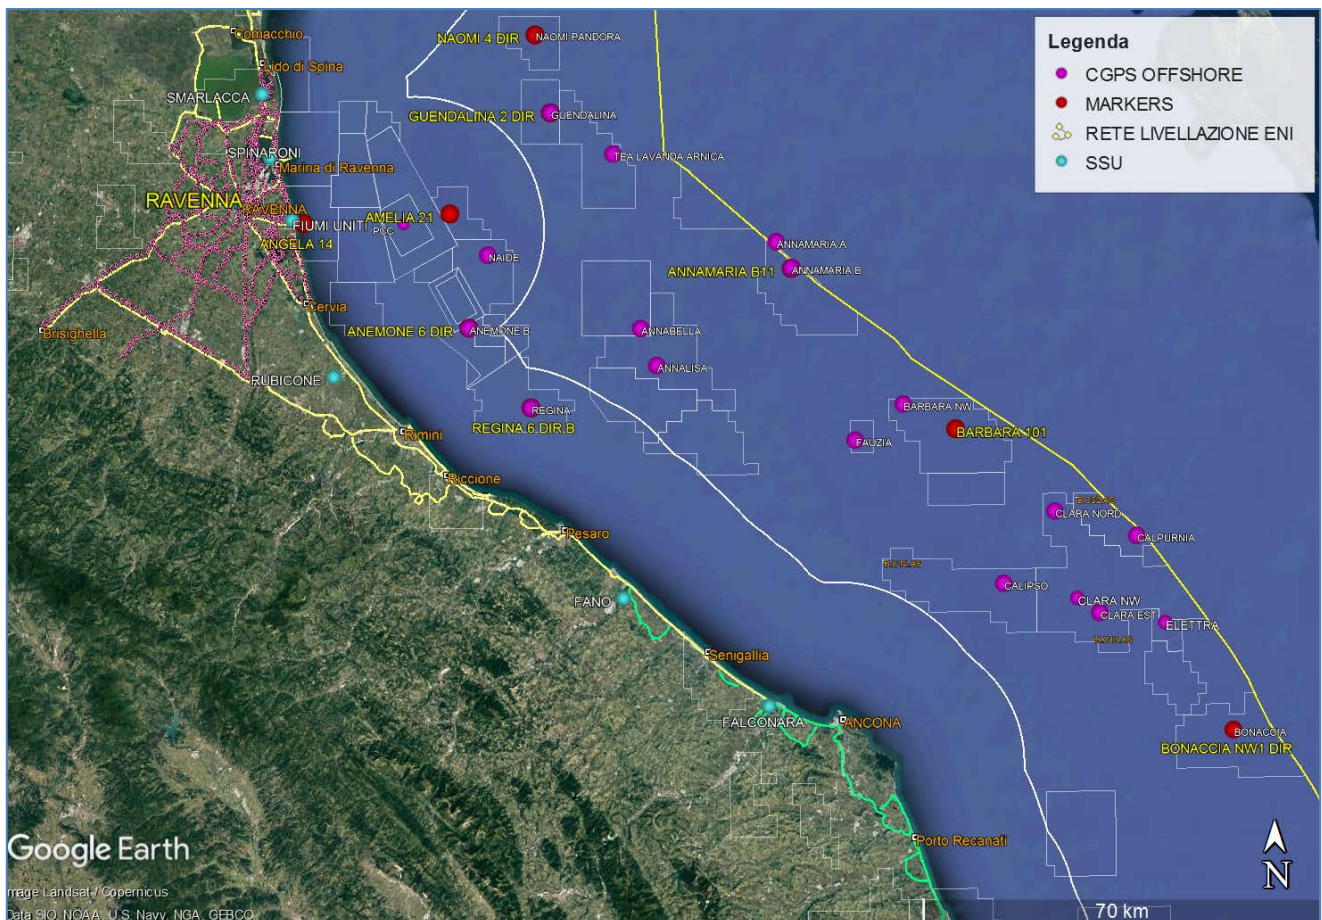 Legenda
CGPS OFFSHORE
MARKERS
RETE LIVELLAZIONE ENI
SSU
Comacchio
NAOMI 4 DIR
NAOMI PANDORA
Lido di Spina
SMARLACCA
GUENDALINA 2 DIR
GUENDALINA
SPINARONI
TEA LAVANDA ARNICA
Marina di Ravenna
RAVENNA
RAVENNA
FIUMI UNITI
PCC
AMELIA 21
ANGELA 14
NAIDE
ANNAMARIA A
ANNAMARIA B11
ANNAMARIA B
Cervia
Brisighella
ANEMONE 6 DIR
ANEMONE B
ANNABELLA
ANNALISA
RUBICONE
REGINA
REGINA 6 DIR B
BARBARA NW
BARBARA 101
FAUZIA
Rimini
Riccione
CLARA NORD
Pesaro
CALPURNIA
CALIPSO
FANO
CLARA NW
CLARA EST
ELETTRA
Senigallia
FALCONARA
ANCONA
BONACCIA
BONACCIA NW1 DIR
Porto Recanati
Google Earth
N
mage Landsat / Copernicus
Data SIO, NOAA, U.S. Navy, NGA, GEBCO
70 km